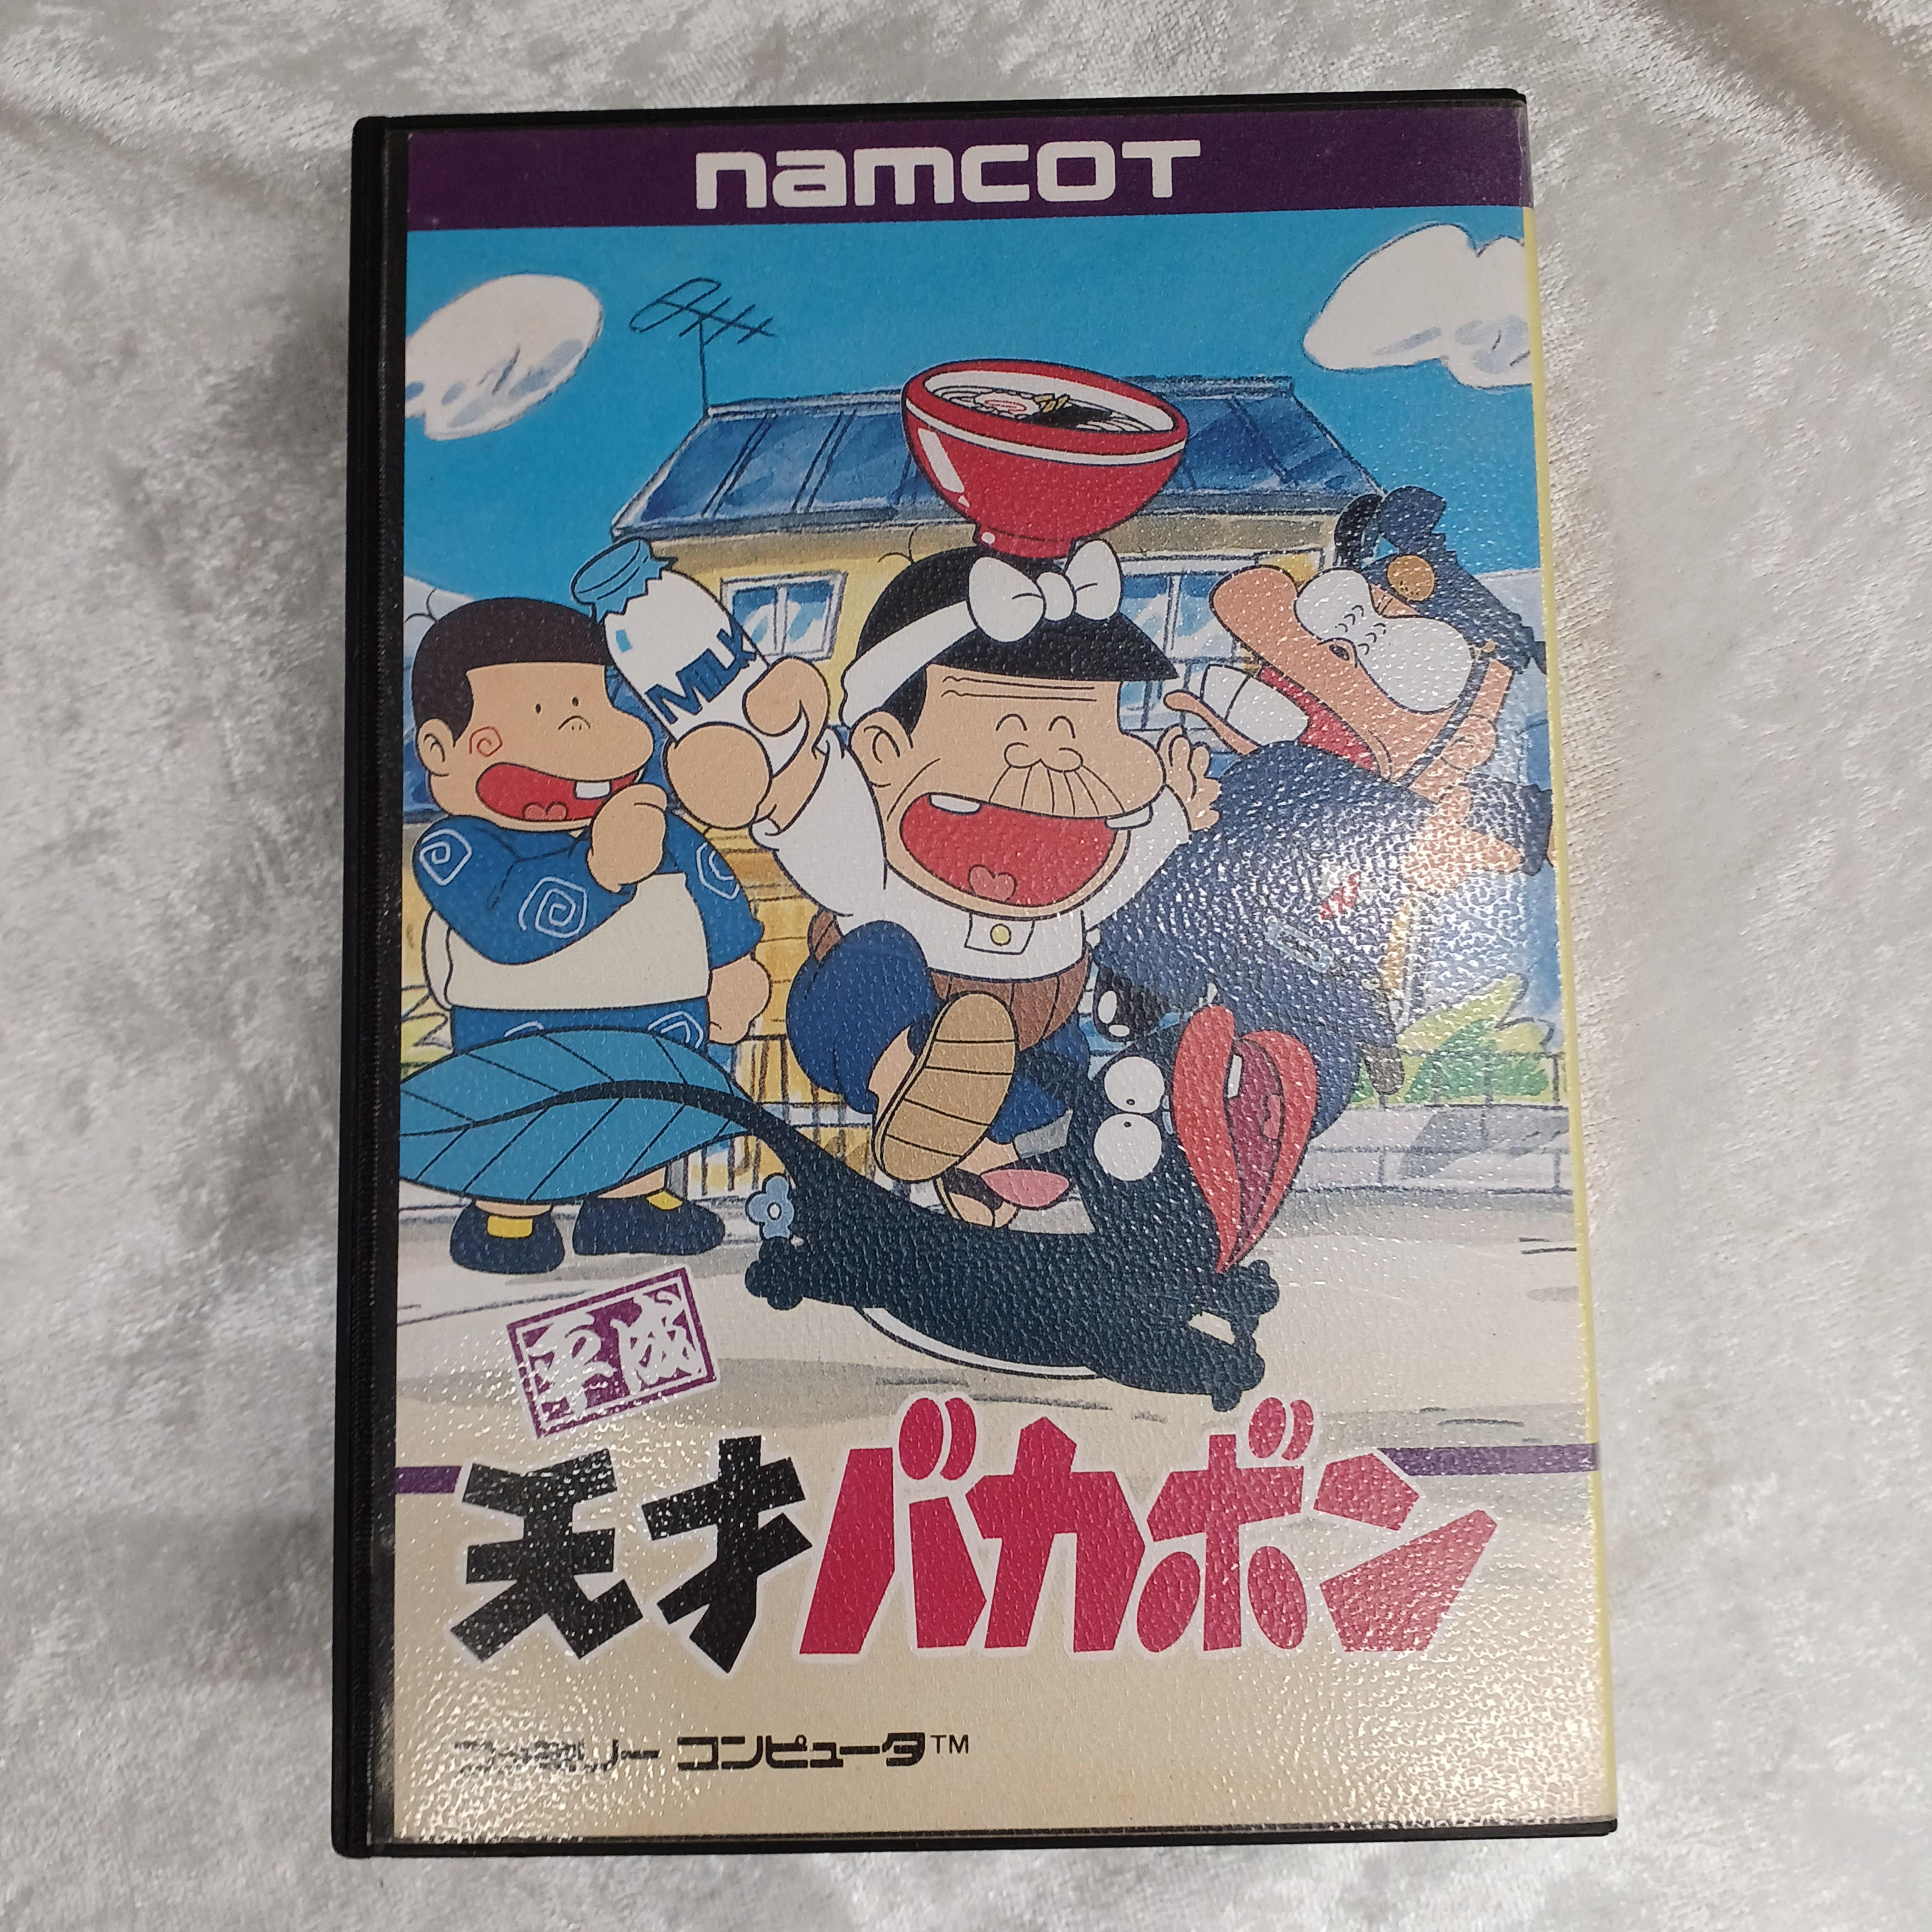 namcoT
MILK
平成
天才バカボン
ファミリー コンピュータ™